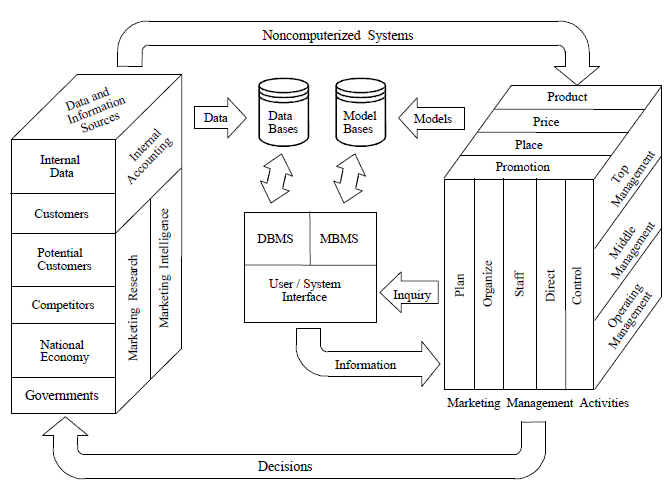 Noncomputerized Systems
Data and
Information
Sources
Internal
Data
Customers
Potential
Customers
Competitors
National
Economy
Governments
Internal
Accounting
Marketing Research
Marketing Intelligence
Data
Data
Bases
Model
Bases
Models
DBMS
MBMS
User / System
Interface
Inquiry
Information
Product
Price
Place
Promotion
Plan
Organize
Staff
Direct
Control
Top
Management
Middle
Management
Operating
Management
Marketing Management Activities
Decisions